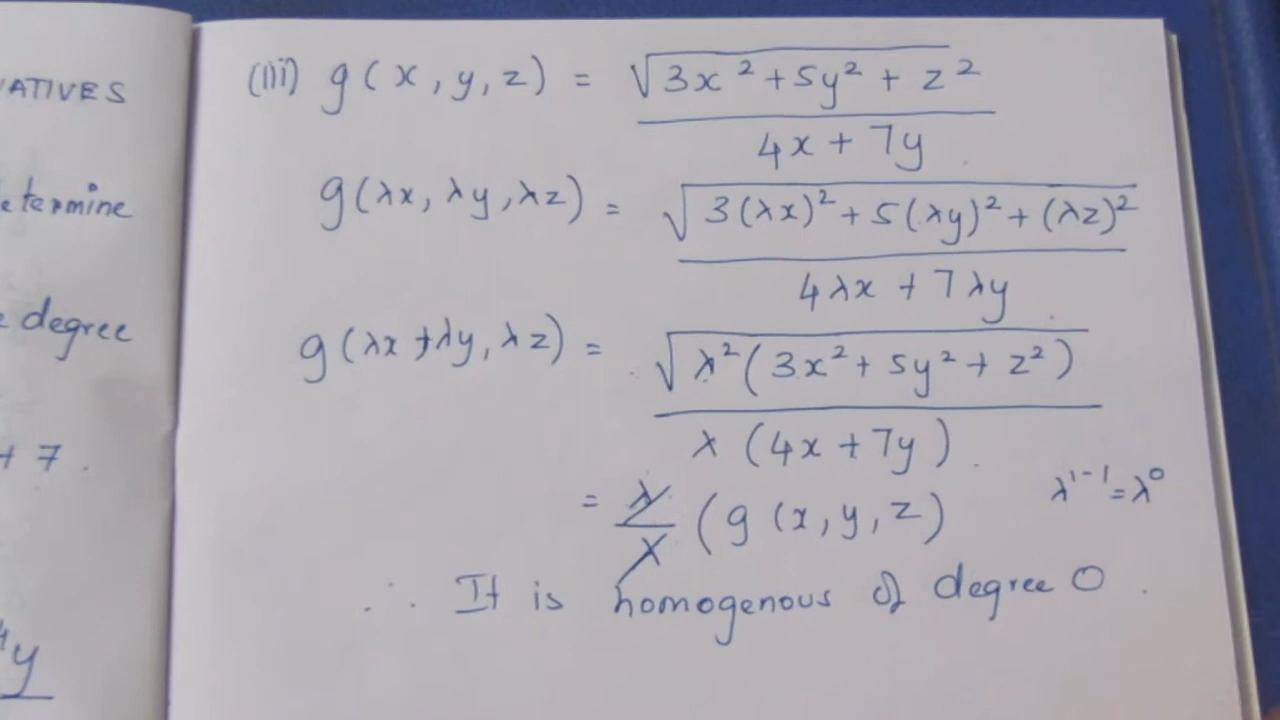 VATIVES
etermine
e degree
+ 7.
4y
(iii) g(x, y, z) = √3x² + 5y² + z²
4x + 7y
g(λx, λy, λz) = √3(λx)² + 5(λy)² + (λz)²
4λx + 7λy
g(λx + λy, λz) = √λ²(3x² + 5y² + z²)
λ(4x + 7y)
= λ/λ (g(x, y, z) λ¹⁻¹ = λ⁰
∴ It is homogenous of degree 0.